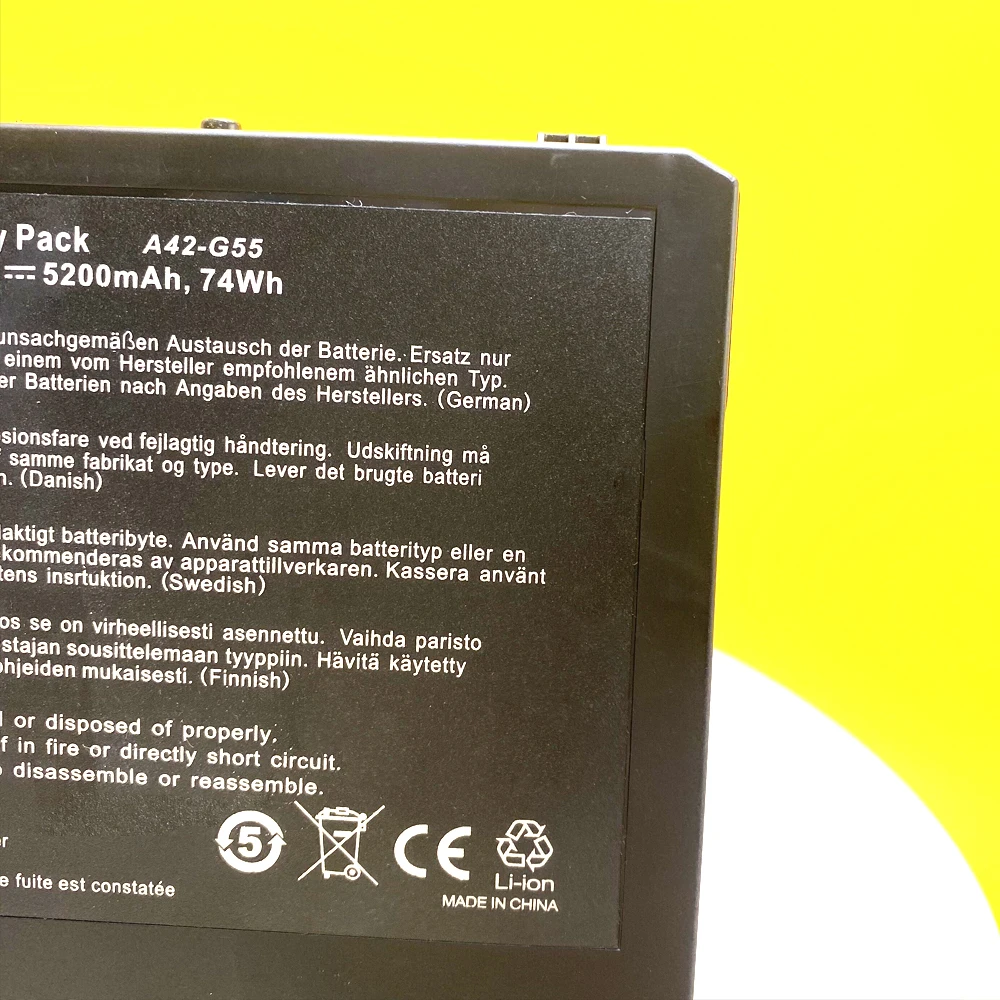 y Pack A42-G55
5200mAh, 74Wh
unsachgemäßen Austausch der Batterie. Ersatz nur
einem vom Hersteller empfohlenem ähnlichen Typ.
er Batterien nach Angaben des Herstellers. (German)
sionsfare ved fejlagtig håndtering. Udskiftning må
samme fabrikat og type. Lever det brugte batteri
n. (Danish)
laktigt batteribyte. Använd samma batterityp eller en
kommenderas av apparattillverkaren. Kassera använt
tens insrtuktion. (Swedish)
os se on virheellisesti asennettu. Vaihda paristo
stajan sousittelemaan tyyppiin. Hävitä käytetty
ohjeiden mukaisesti. (Finnish)
l or disposed of properly.
f in fire or directly short circuit.
o disassemble or reassemble.
er
5
CE
Li-ion
e fuite est constatée
MADE IN CHINA